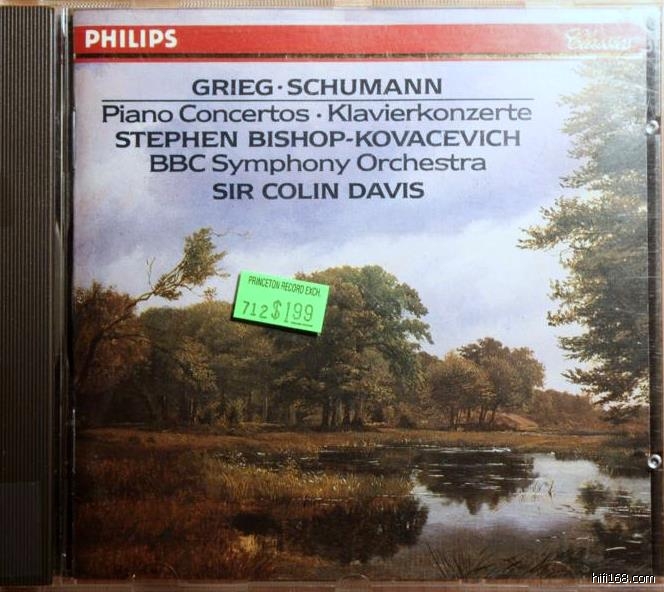 PHILIPS
Classics
GRIEG · SCHUMANN
Piano Concertos · Klavierkonzerte
STEPHEN BISHOP-KOVACEVICH
BBC Symphony Orchestra
SIR COLIN DAVIS
PRINCETON RECORD EXCH.
712 $1.99
hifi168.com